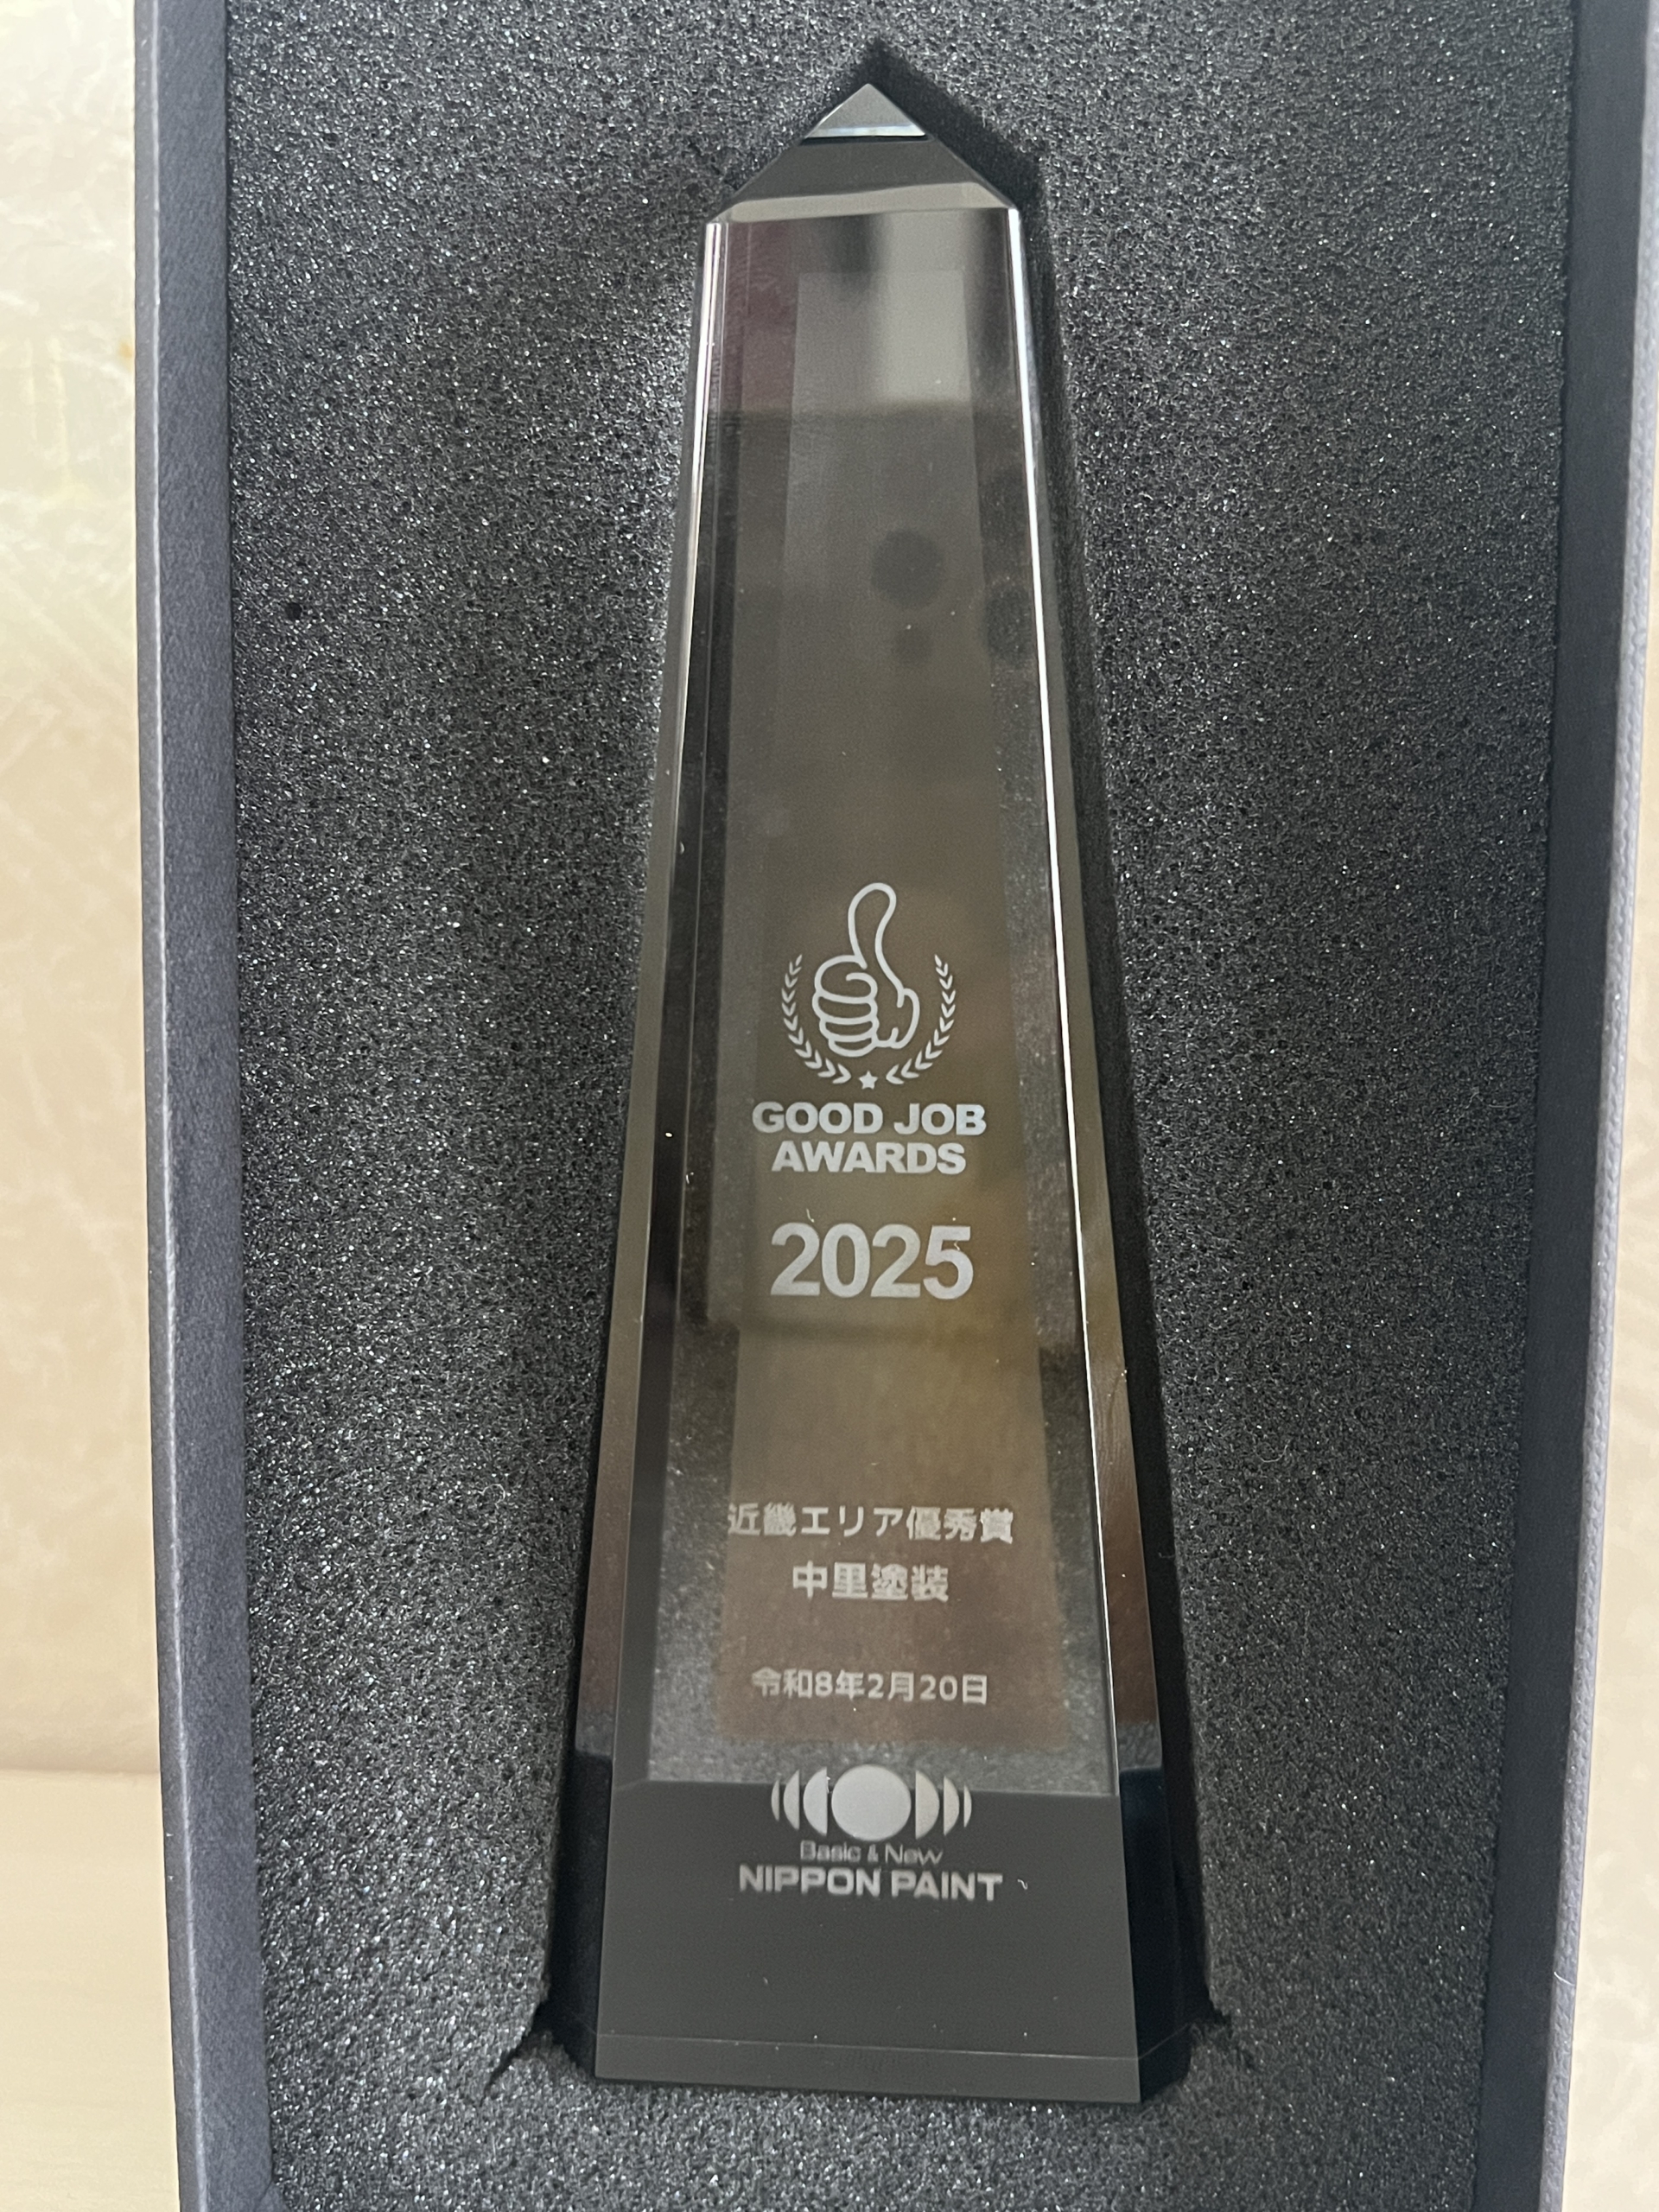 GOOD JOB
AWARDS
2025
近畿エリア優秀賞
中里塗装
令和8年2月20日
Basic & New
NIPPON PAINT